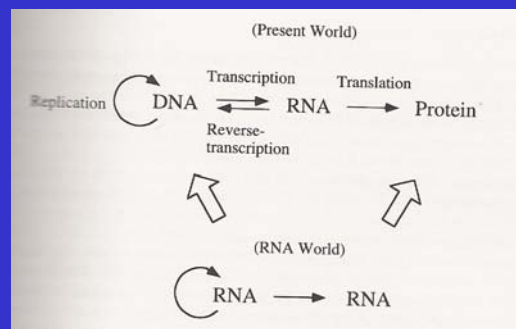 (Present World)
Transcription
Translation
Replication
DNA
RNA
Protein
Reverse-
transcription
(RNA World)
RNA
RNA